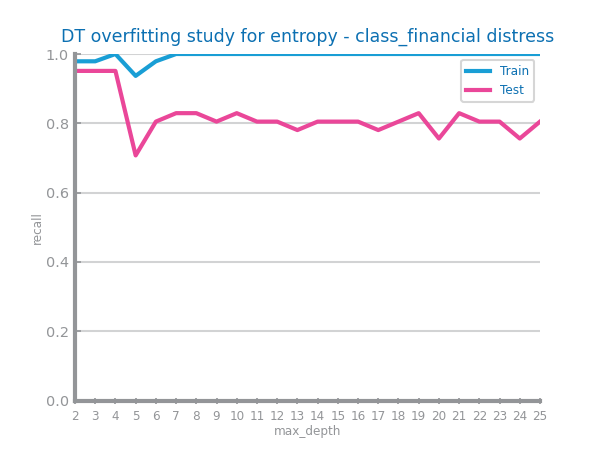 DT overfitting study for entropy - class_financial distress
1.0
0.8
0.6
0.4
0.2
0.0
recall
Train
Test
2 3 4 5 6 7 8 9 10 11 12 13 14 15 16 17 18 19 20 21 22 23 24 25
max_depth